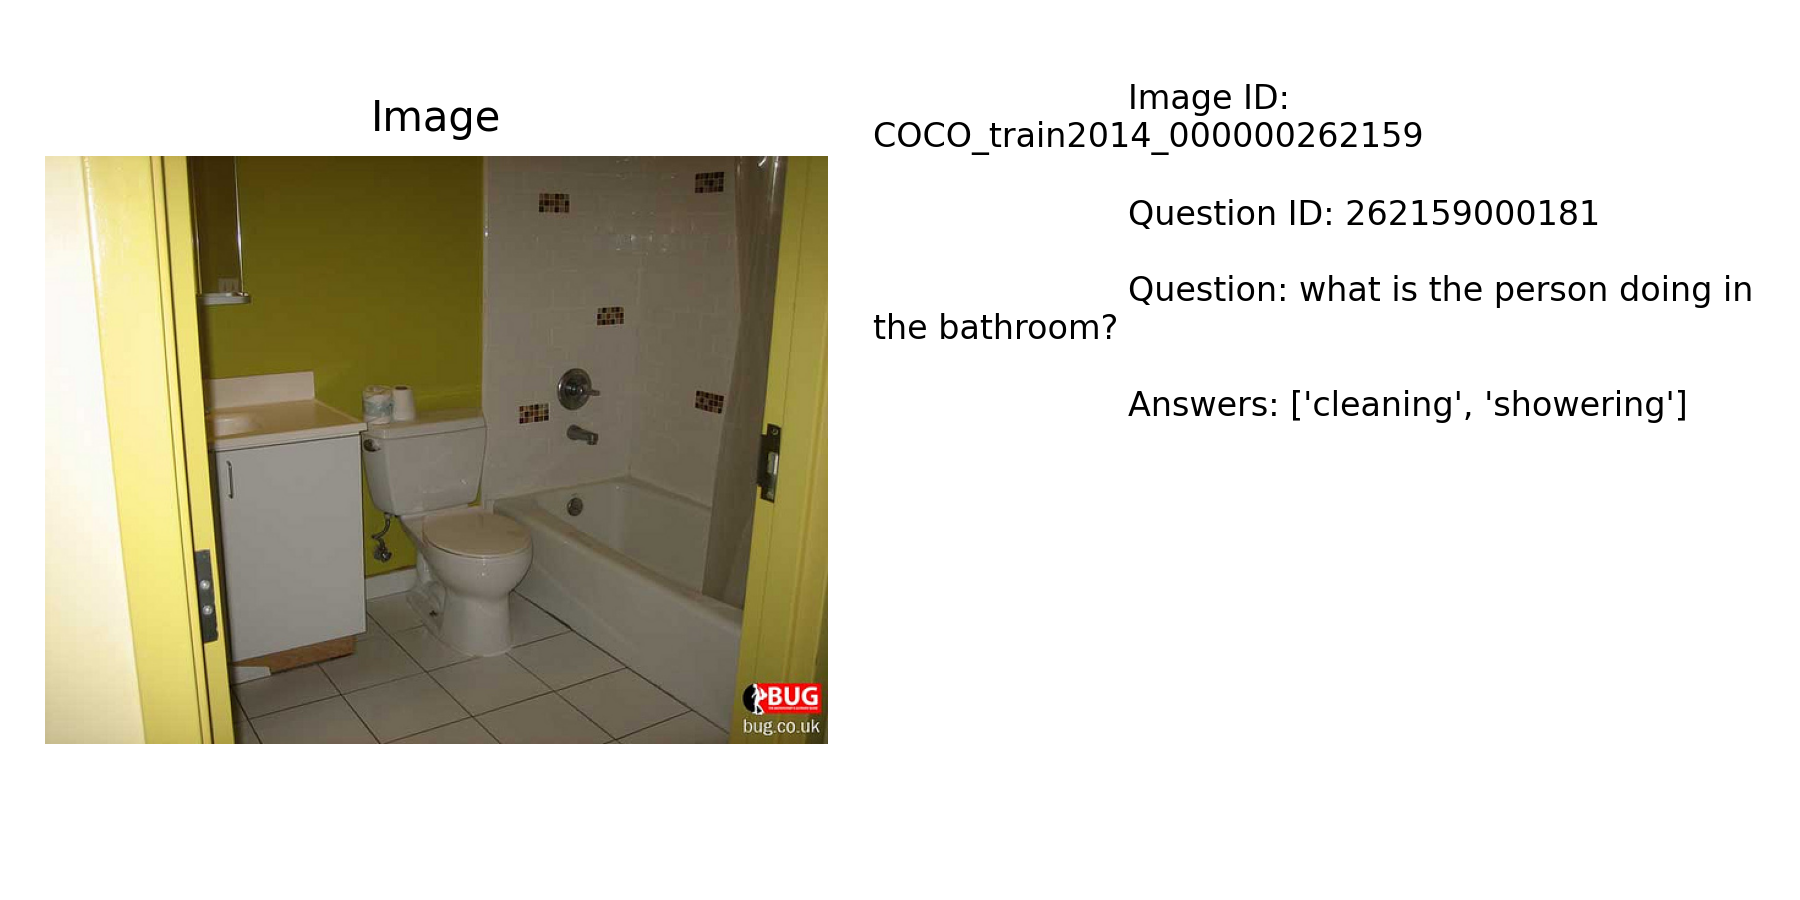 Image
Image ID:
COCO_train2014_000000262159
Question ID: 262159000181
Question: what is the person doing in
the bathroom?
Answers: ['cleaning', 'showering']
BUG
bug.co.uk